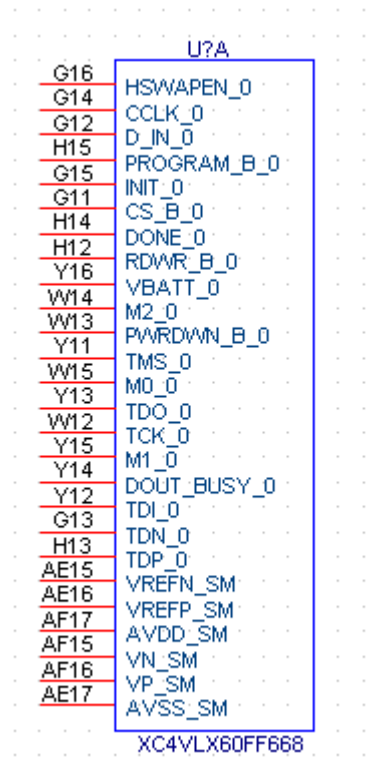 U?A
G16 HSWAPEN_0
G14 CCLK_0
G12 D_IN_0
H15 PROGRAM_B_0
G15 INIT_0
G11 CS_B_0
H14 DONE_0
H12 RDWR_B_0
Y16 VBATT_0
W14 M2_0
W13 PWRDWN_B_0
Y11 TMS_0
W15 M0_0
Y13 TDO_0
W12 TCK_0
Y15 M1_0
Y14 DOUT_BUSY_0
Y12 TDI_0
G13 TDN_0
H13 TDP_0
AE15 VREFN_SM
AE16 VREFP_SM
AF17 AVDD_SM
AF15 VN_SM
AF16 VP_SM
AE17 AVSS_SM
XC4VLX60FF668